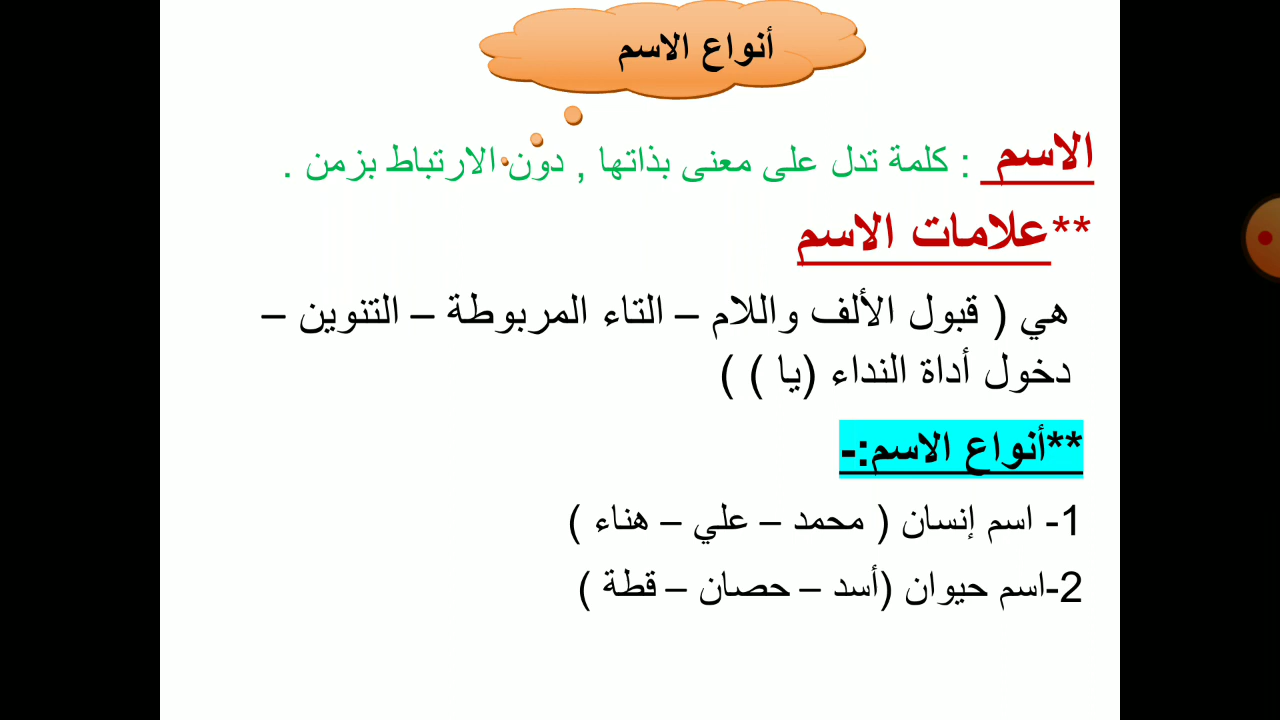 أنواع الاسم
الاسم : كلمة تدل على معنى بذاتها , دون الارتباط بزمن .
**علامات الاسم
هي ( قبول الألف واللام – التاء المربوطة – التنوين –
دخول أداة النداء (يا ) )
**أنواع الاسم:-
1- اسم إنسان ( محمد – علي – هناء )
2-اسم حيوان (أسد – حصان – قطة )